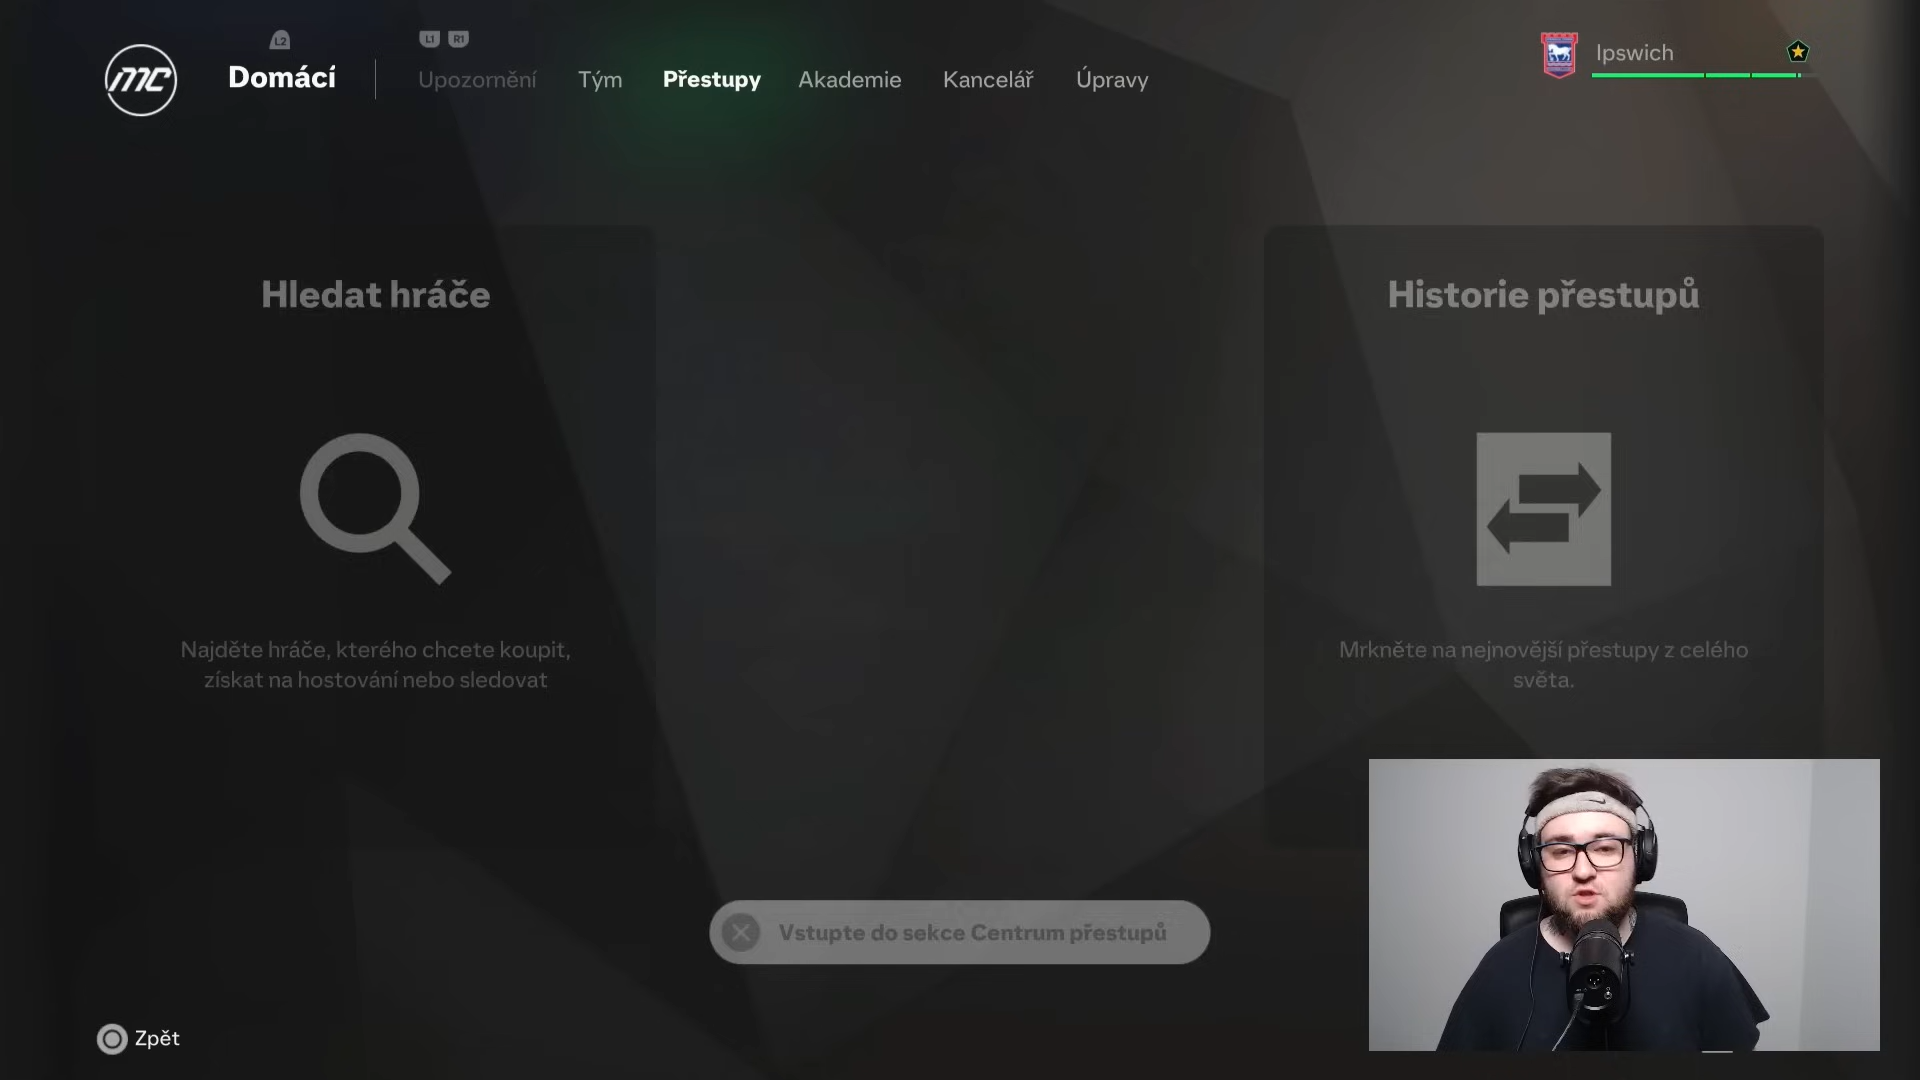 L2
L1 R1
MC
Domácí
Upozornění
Tým
Přestupy
Akademie
Kancelář
Úpravy
Ipswich
Hledat hráče
Najděte hráče, kterého chcete koupit,
získat na hostování nebo sledovat
Historie přestupů
Mrkněte na nejnovější přestupy z celého
světa.
Vstupte do sekce Centrum přestupů
Zpět